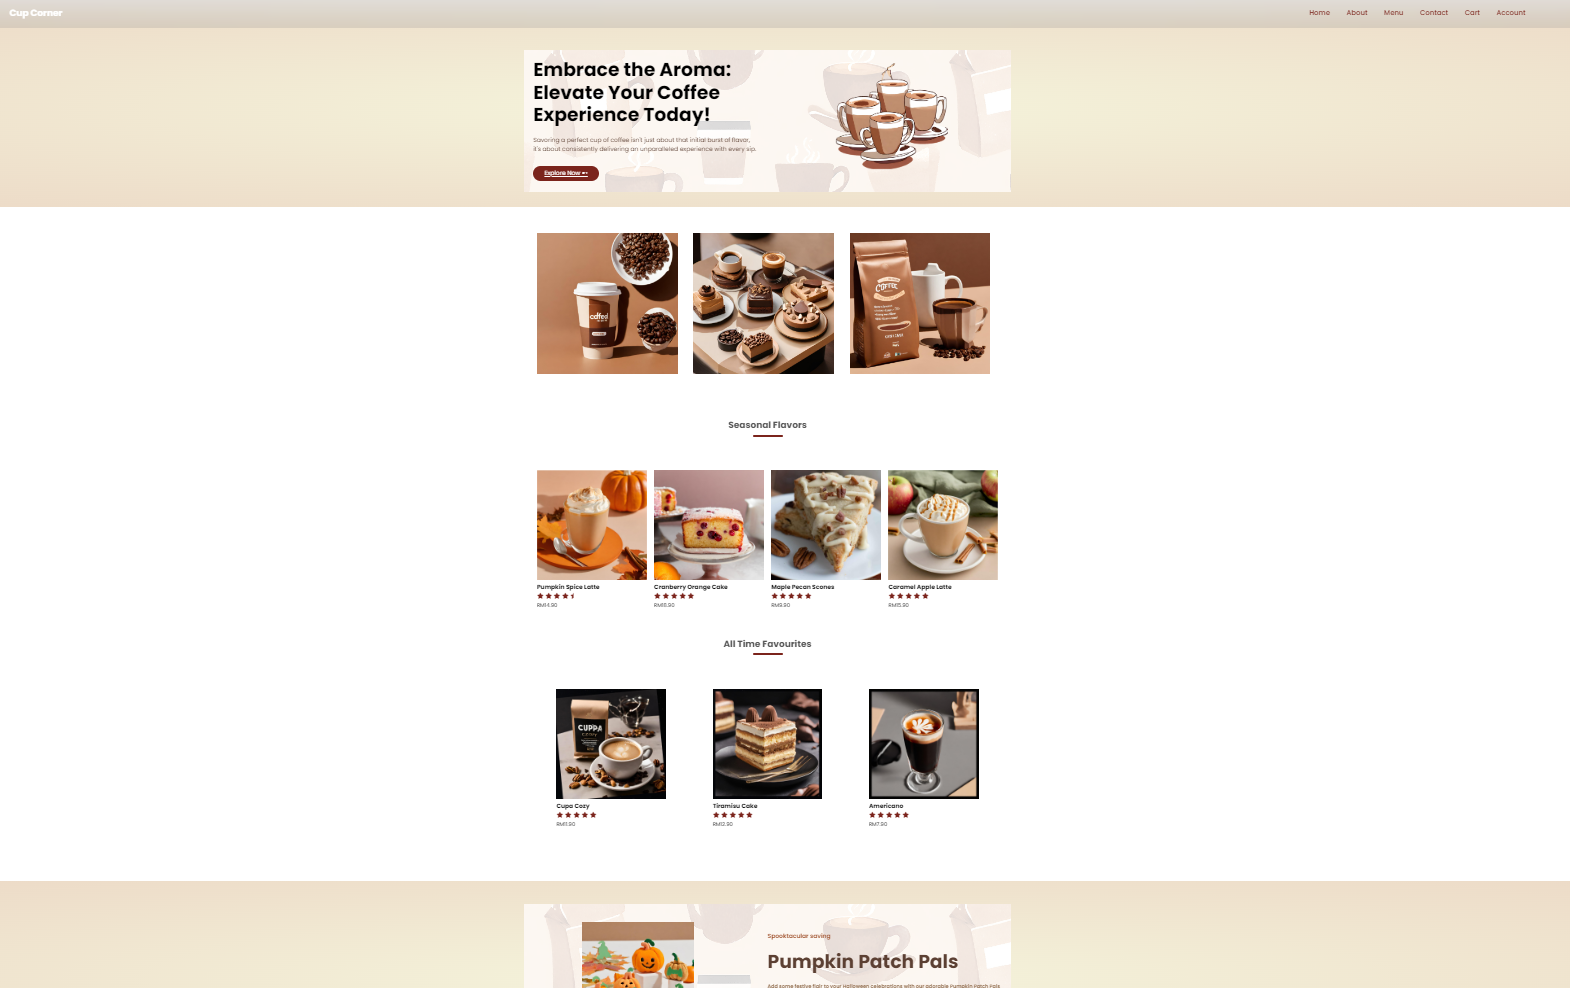 Cup Corner
Home About Menu Contact Cart Account
Embrace the Aroma:
Elevate Your Coffee
Experience Today!
Savoring a perfect cup of coffee isn't just about that initial burst of flavor,
it's about consistently delivering an unparalleled experience with every sip.
Explore Now
coffed
COFFEE
Seasonal Flavors
Pumpkin Spice Latte
RM14.90
Cranberry Orange Cake
RM16.90
Maple Pecan Scones
RM9.90
Caramel Apple Latte
RM15.90
All Time Favourites
CUPPA
Cupa Cozy
RM11.90
Tiramisu Cake
RM12.90
Americano
RM7.90
Spooktacular saving
Pumpkin Patch Pals
Add some festive flair to your Halloween celebrations with our adorable Pumpkin Patch Pals